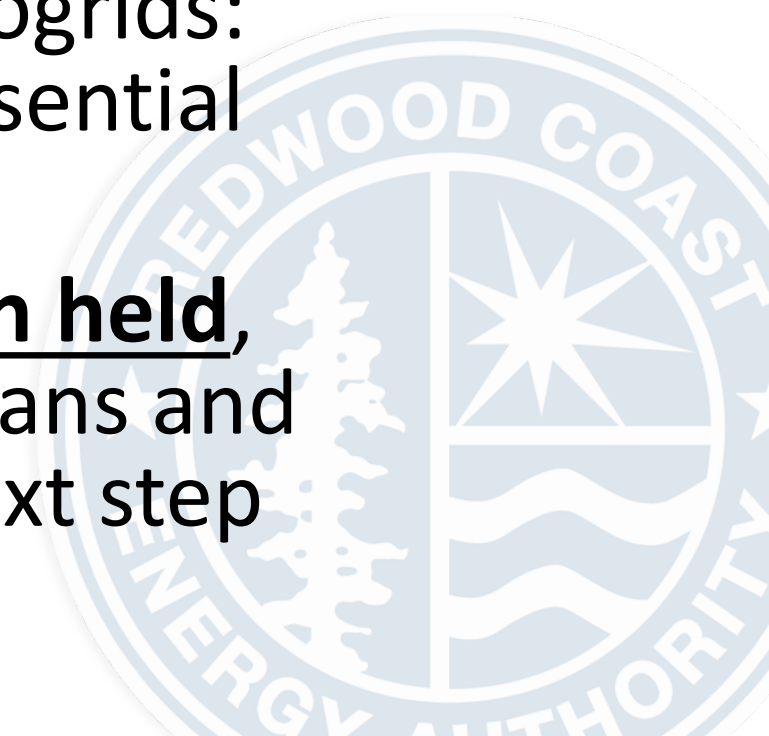 ogrids:
sential
n held,
ans and
xt step
REDWOOD COAST
ENERGY AUTHORITY